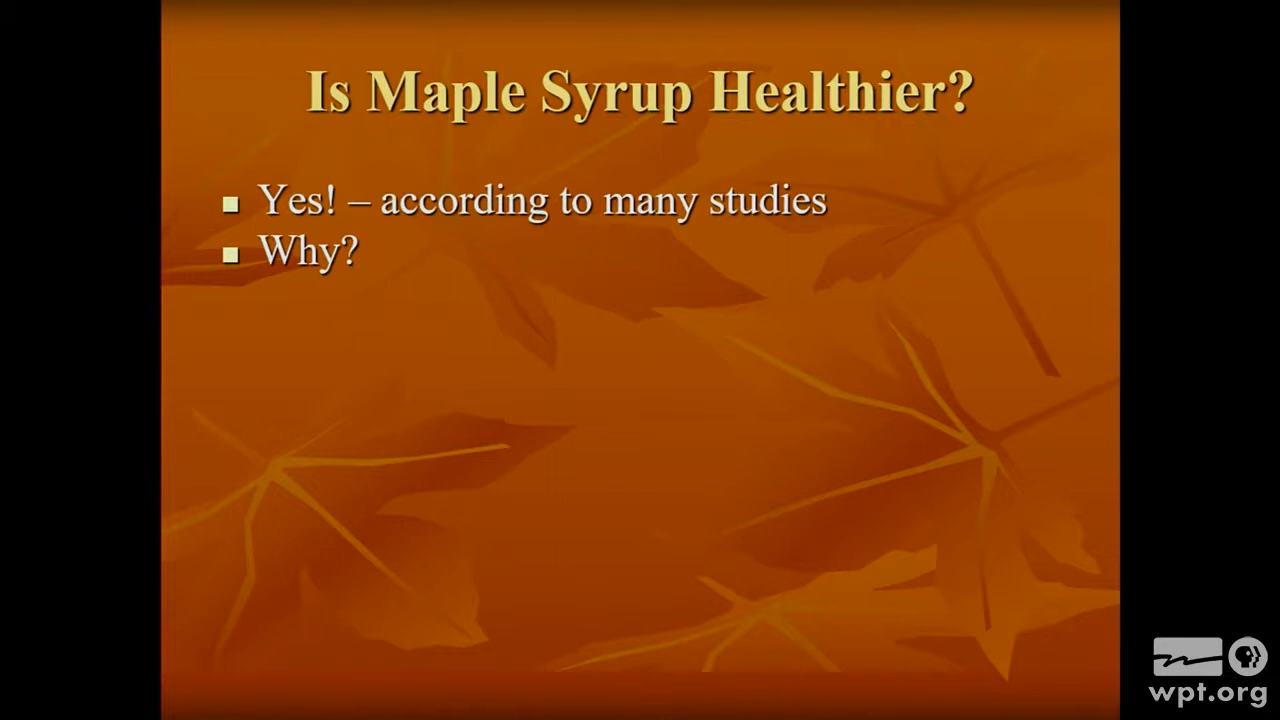 Is Maple Syrup Healthier?
Yes! – according to many studies
Why?
wpt.org